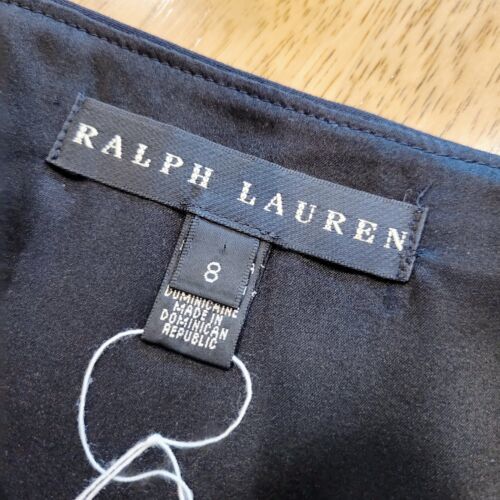 RALPH LAUREN
8
DOMINICAINE
MADE IN
DOMINICAN
REPUBLIC